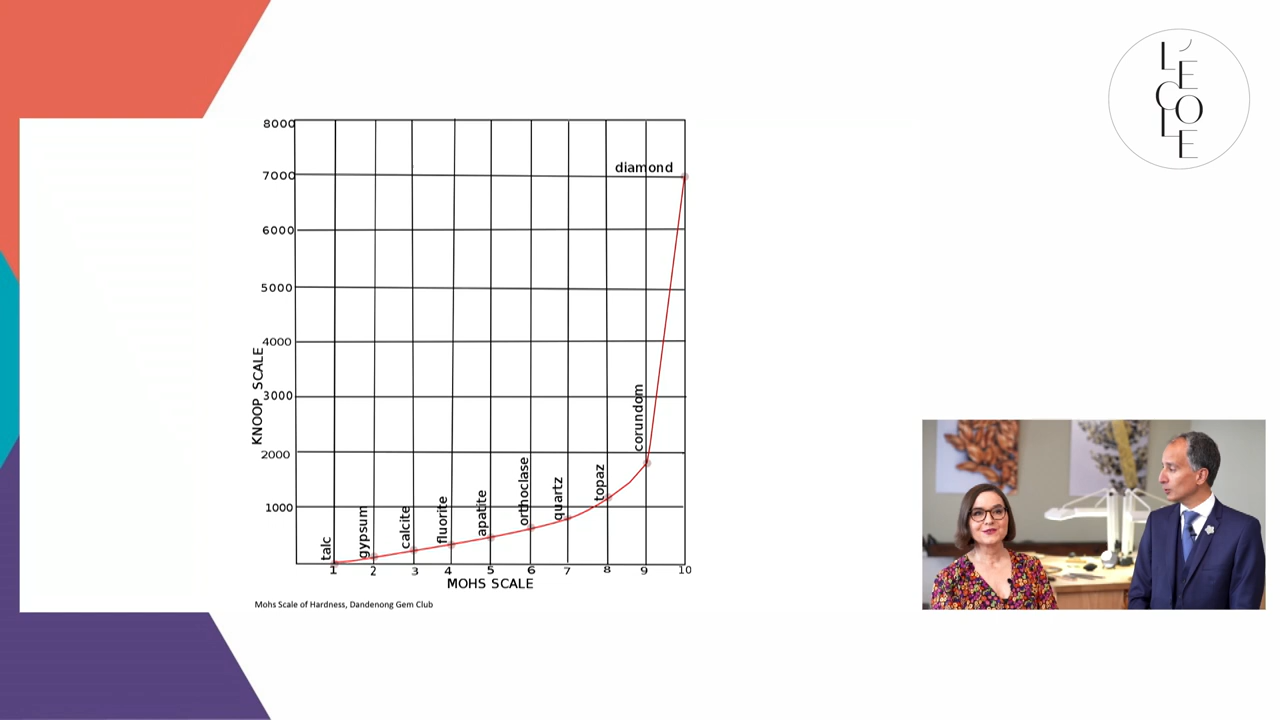 L'ÉCOLE
8000
7000
6000
5000
4000
3000
2000
1000
KNOOP SCALE
talc
gypsum
calcite
fluorite
apatite
orthoclase
quartz
topaz
corundom
diamond
1 2 3 4 5 6 7 8 9 10
MOHS SCALE
Mohs Scale of Hardness, Dandenong Gem Club